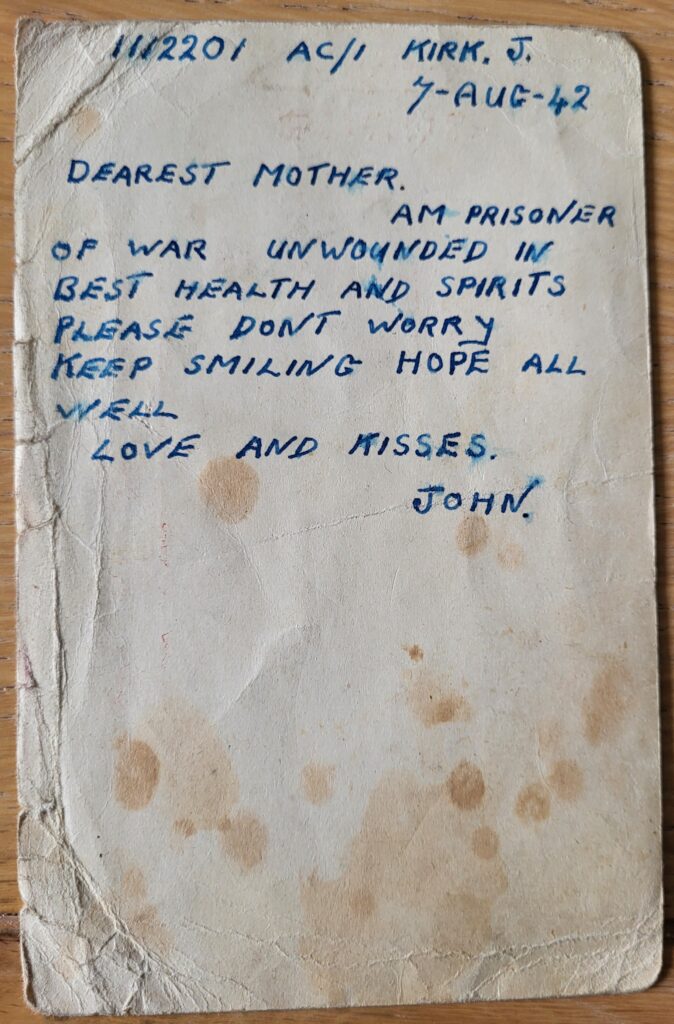 1112201 AC/1 KIRK. J.
7-AUG-42
DEAREST MOTHER.
AM PRISONER
OF WAR UNWOUNDED IN
BEST HEALTH AND SPIRITS
PLEASE DONT WORRY
KEEP SMILING HOPE ALL
WELL
LOVE AND KISSES.
JOHN.